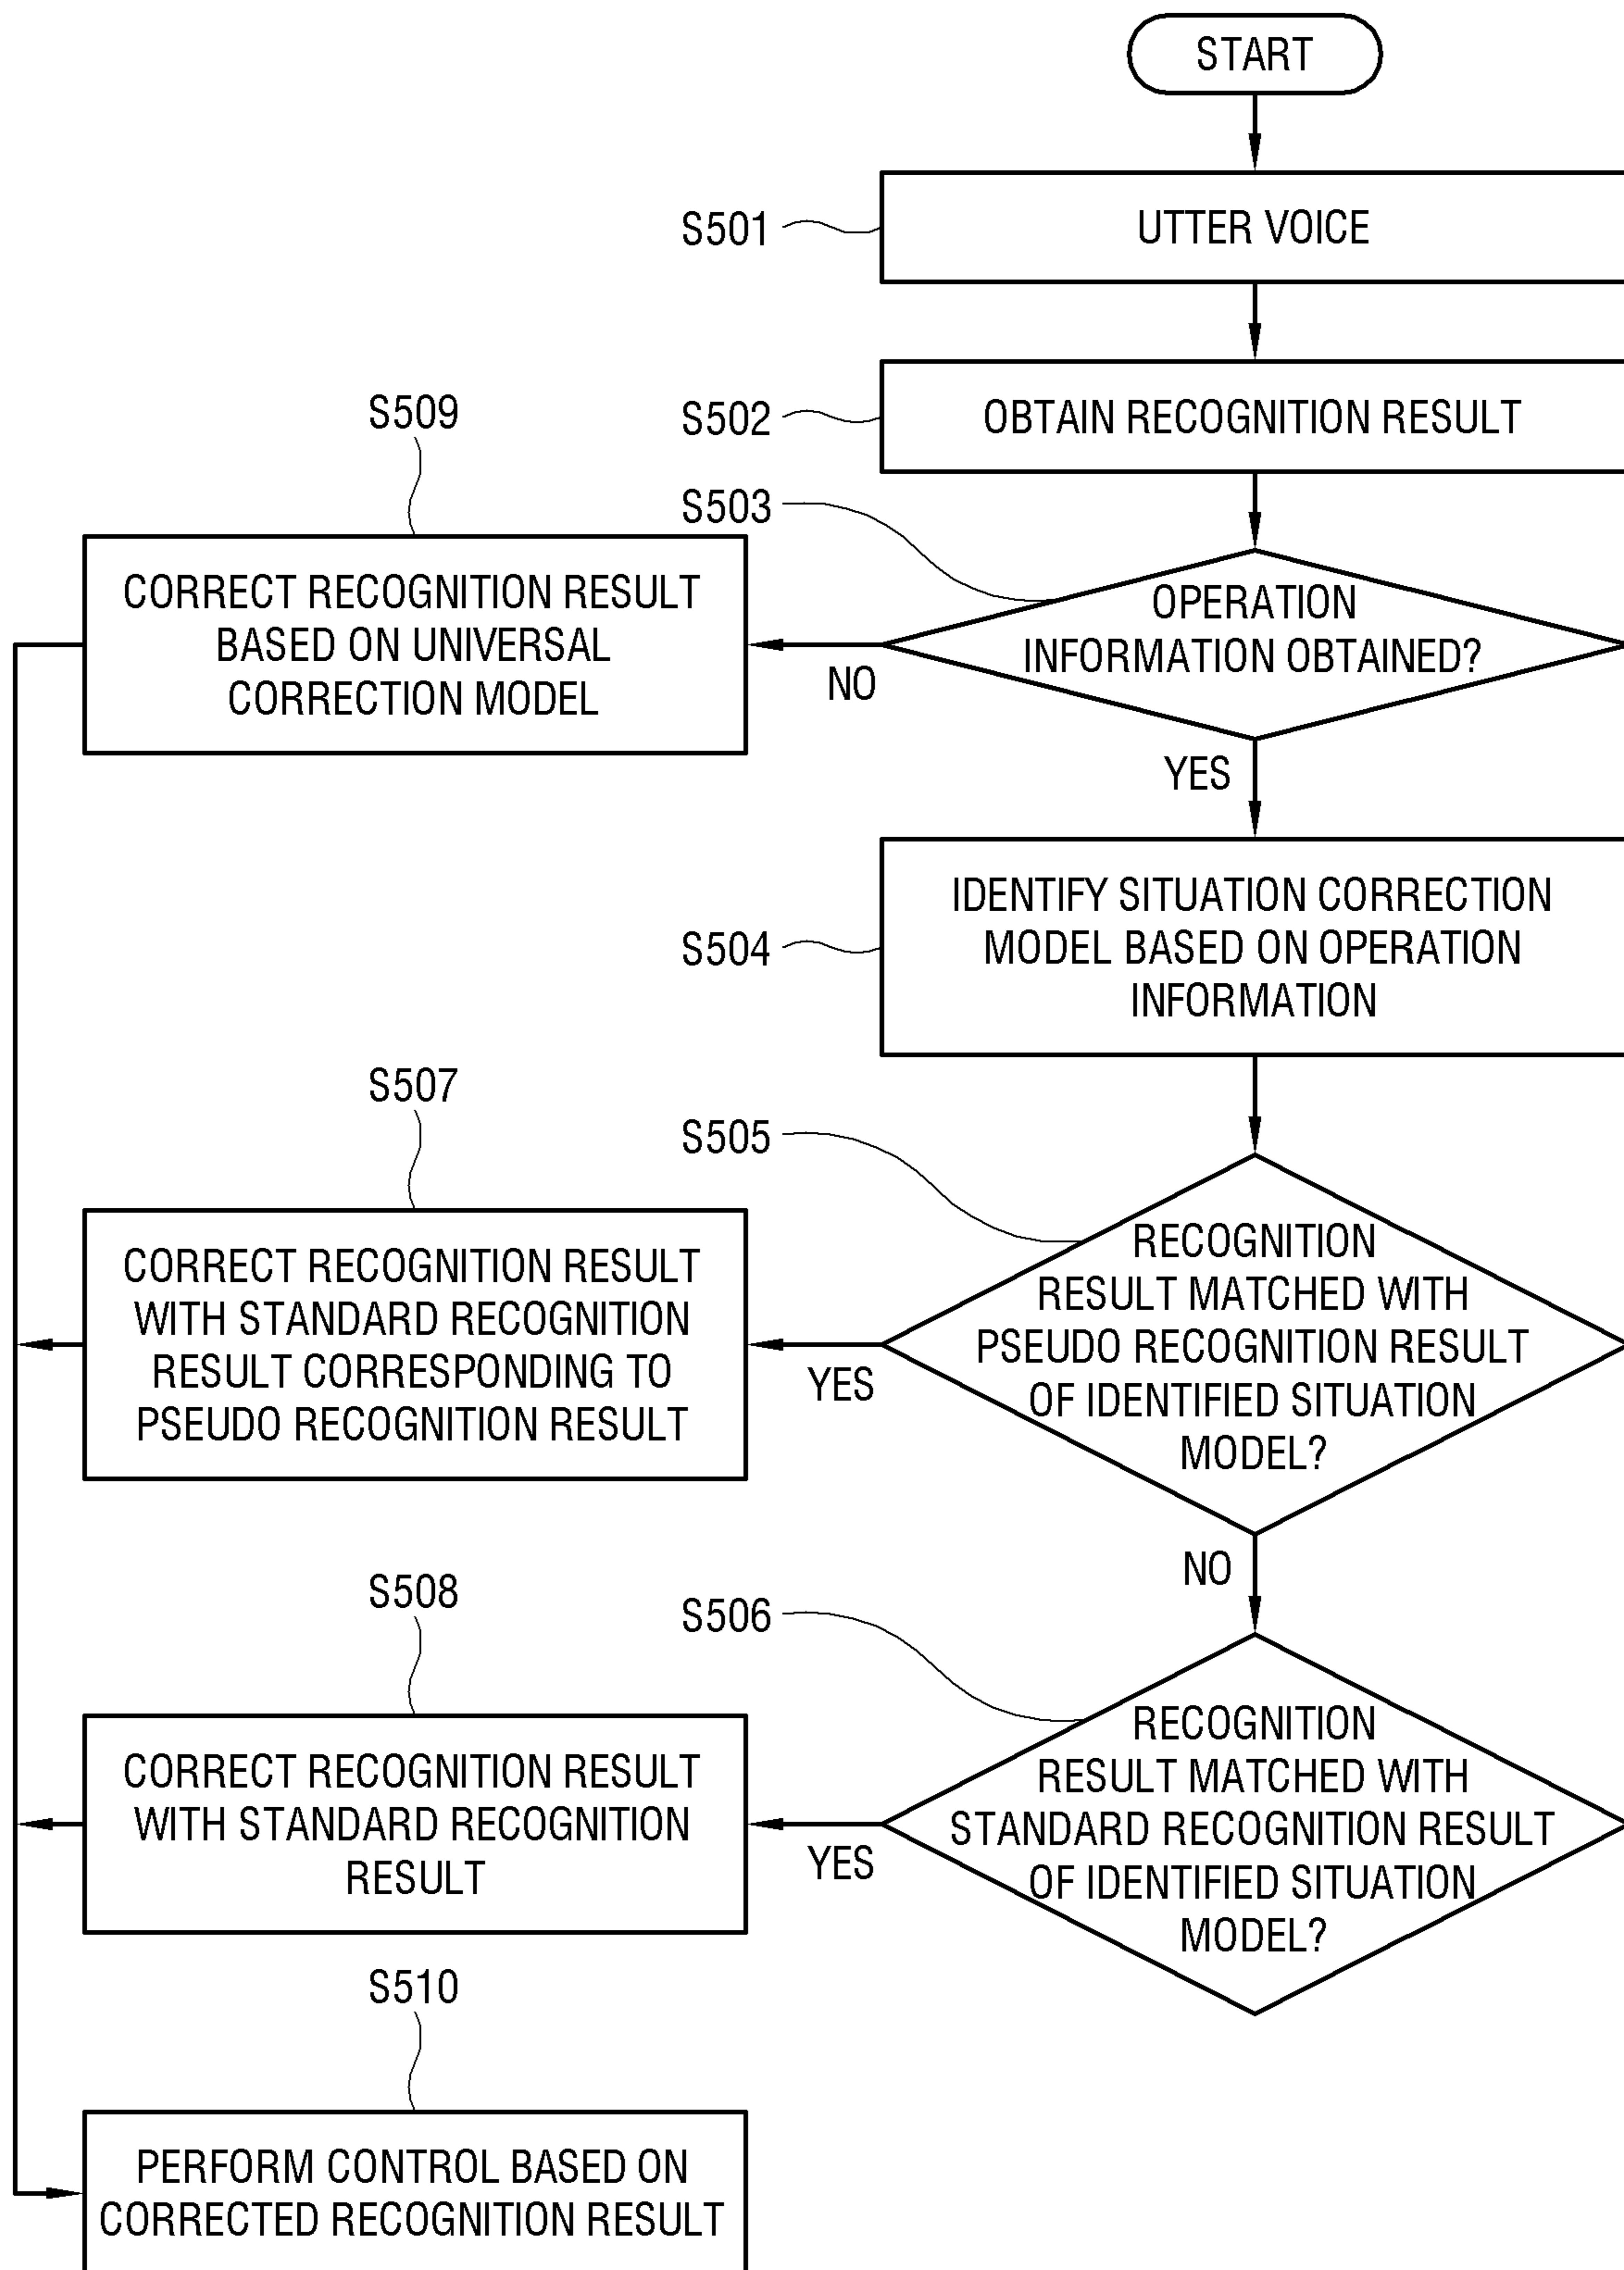 START
S501
UTTER VOICE
S502
OBTAIN RECOGNITION RESULT
S509
S503
CORRECT RECOGNITION RESULT
BASED ON UNIVERSAL
CORRECTION MODEL
OPERATION
INFORMATION OBTAINED?
NO
YES
S504
IDENTIFY SITUATION CORRECTION
MODEL BASED ON OPERATION
INFORMATION
S507
S505
CORRECT RECOGNITION RESULT
WITH STANDARD RECOGNITION
RESULT CORRESPONDING TO
PSEUDO RECOGNITION RESULT
YES
RECOGNITION
RESULT MATCHED WITH
PSEUDO RECOGNITION RESULT
OF IDENTIFIED SITUATION
MODEL?
NO
S508
S506
CORRECT RECOGNITION RESULT
WITH STANDARD RECOGNITION
RESULT
YES
RECOGNITION
RESULT MATCHED WITH
STANDARD RECOGNITION RESULT
OF IDENTIFIED SITUATION
MODEL?
S510
PERFORM CONTROL BASED ON
CORRECTED RECOGNITION RESULT